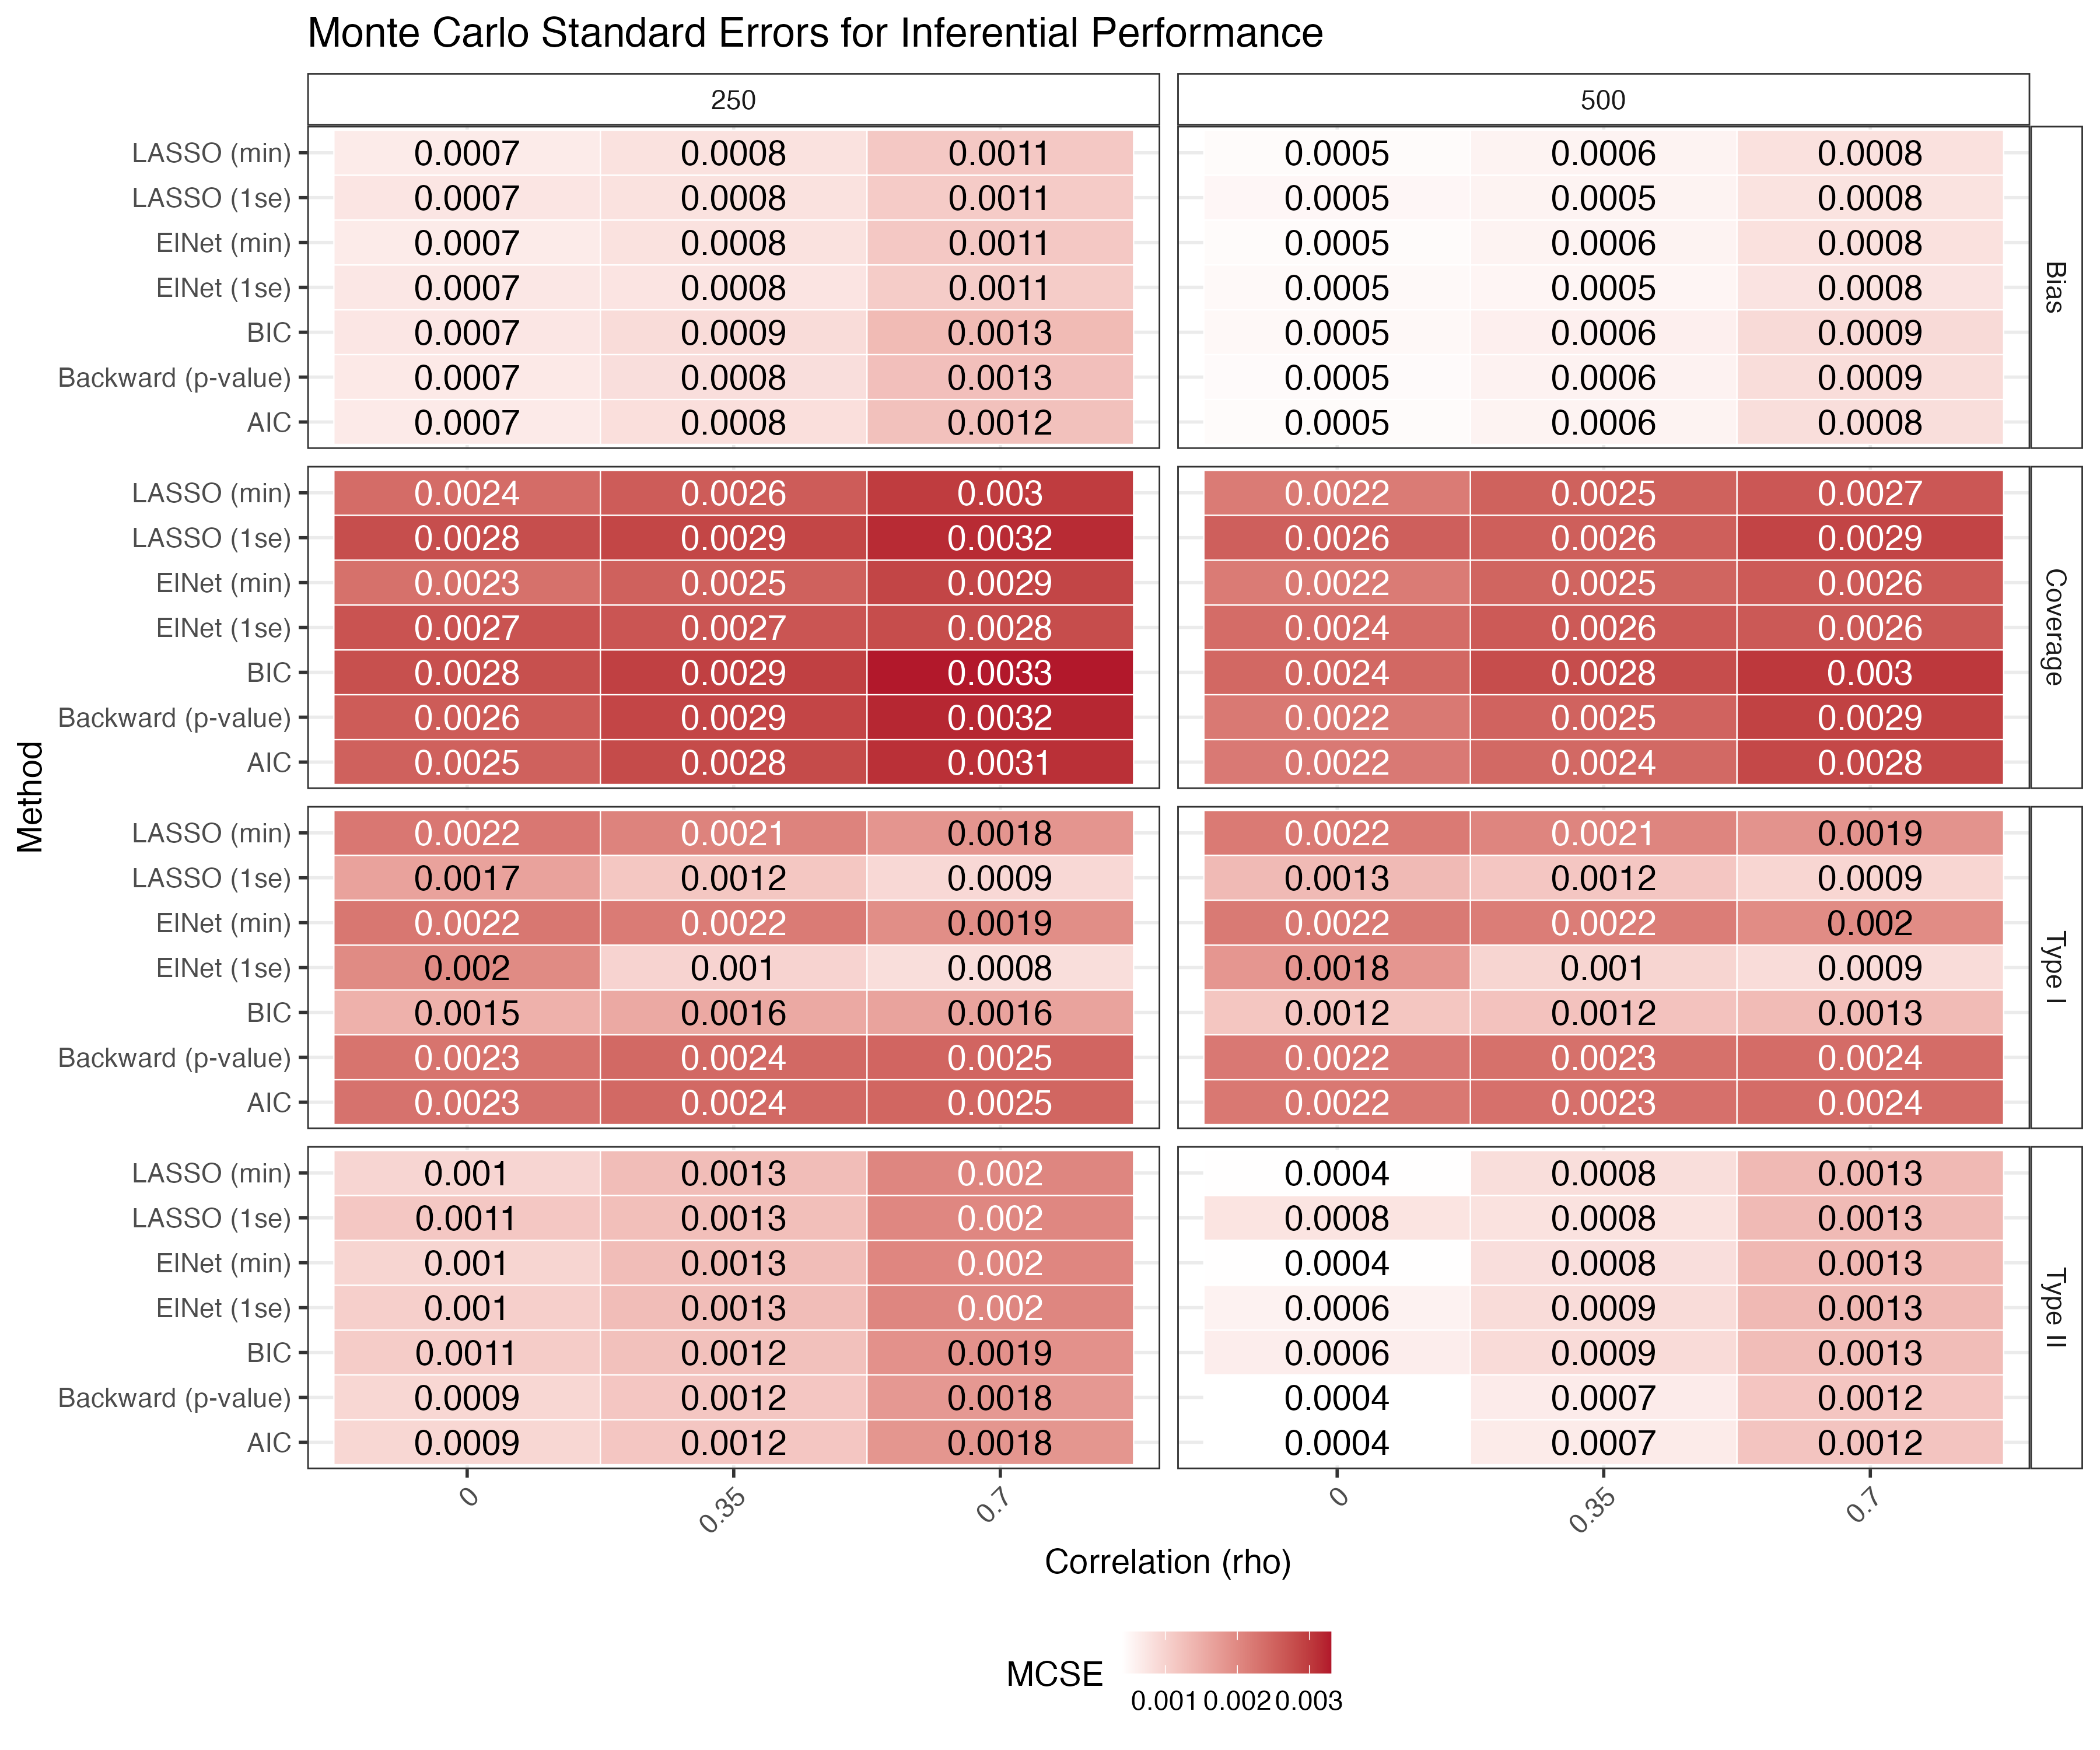 Monte Carlo Standard Errors for Inferential Performance
250 500
LASSO (min) 0.0007 0.0008 0.0011 0.0005 0.0006 0.0008
LASSO (1se) 0.0007 0.0008 0.0011 0.0005 0.0005 0.0008
ElNet (min) 0.0007 0.0008 0.0011 0.0005 0.0006 0.0008
ElNet (1se) 0.0007 0.0008 0.0011 0.0005 0.0005 0.0008
BIC 0.0007 0.0009 0.0013 0.0005 0.0006 0.0009
Backward (p-value) 0.0007 0.0008 0.0013 0.0005 0.0006 0.0009
AIC 0.0007 0.0008 0.0012 0.0005 0.0006 0.0008
Bias
LASSO (min) 0.0024 0.0026 0.003 0.0022 0.0025 0.0027
LASSO (1se) 0.0028 0.0029 0.0032 0.0026 0.0026 0.0029
ElNet (min) 0.0023 0.0025 0.0029 0.0022 0.0025 0.0026
ElNet (1se) 0.0027 0.0027 0.0028 0.0024 0.0026 0.0026
BIC 0.0028 0.0029 0.0033 0.0024 0.0028 0.003
Backward (p-value) 0.0026 0.0029 0.0032 0.0022 0.0025 0.0029
AIC 0.0025 0.0028 0.0031 0.0022 0.0024 0.0028
Coverage
Method
LASSO (min) 0.0022 0.0021 0.0018 0.0022 0.0021 0.0019
LASSO (1se) 0.0017 0.0012 0.0009 0.0013 0.0012 0.0009
ElNet (min) 0.0022 0.0022 0.0019 0.0022 0.0022 0.002
ElNet (1se) 0.002 0.001 0.0008 0.0018 0.001 0.0009
BIC 0.0015 0.0016 0.0016 0.0012 0.0012 0.0013
Backward (p-value) 0.0023 0.0024 0.0025 0.0022 0.0023 0.0024
AIC 0.0023 0.0024 0.0025 0.0022 0.0023 0.0024
Type I
LASSO (min) 0.001 0.0013 0.002 0.0004 0.0008 0.0013
LASSO (1se) 0.0011 0.0013 0.002 0.0008 0.0008 0.0013
ElNet (min) 0.001 0.0013 0.002 0.0004 0.0008 0.0013
ElNet (1se) 0.001 0.0013 0.002 0.0006 0.0009 0.0013
BIC 0.0011 0.0012 0.0019 0.0006 0.0009 0.0013
Backward (p-value) 0.0009 0.0012 0.0018 0.0004 0.0007 0.0012
AIC 0.0009 0.0012 0.0018 0.0004 0.0007 0.0012
Type II
0 0.35 0.7 0 0.35 0.7
Correlation (rho)
MCSE
0.001 0.002 0.003